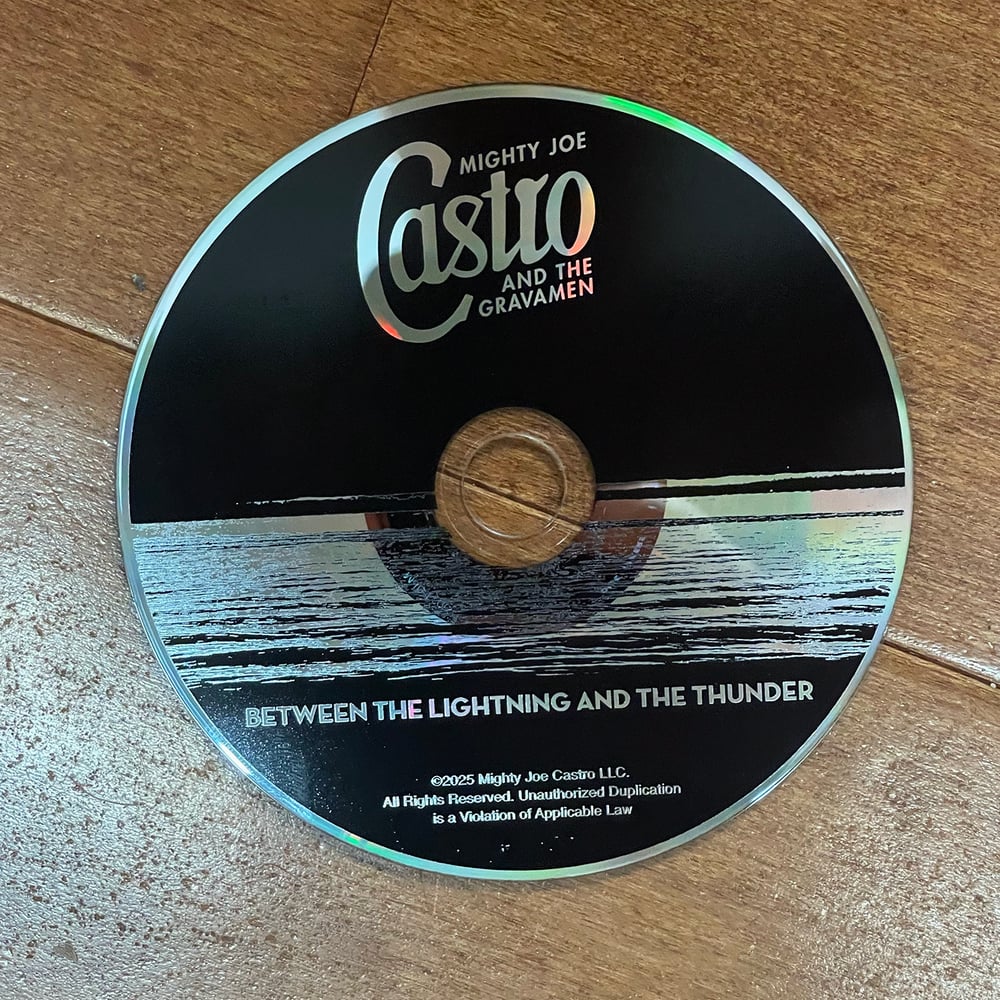 MIGHTY JOE
Castro
AND THE
GRAVAMEN
BETWEEN THE LIGHTNING AND THE THUNDER
©2025 Mighty Joe Castro LLC.
All Rights Reserved. Unauthorized Duplication
is a Violation of Applicable Law